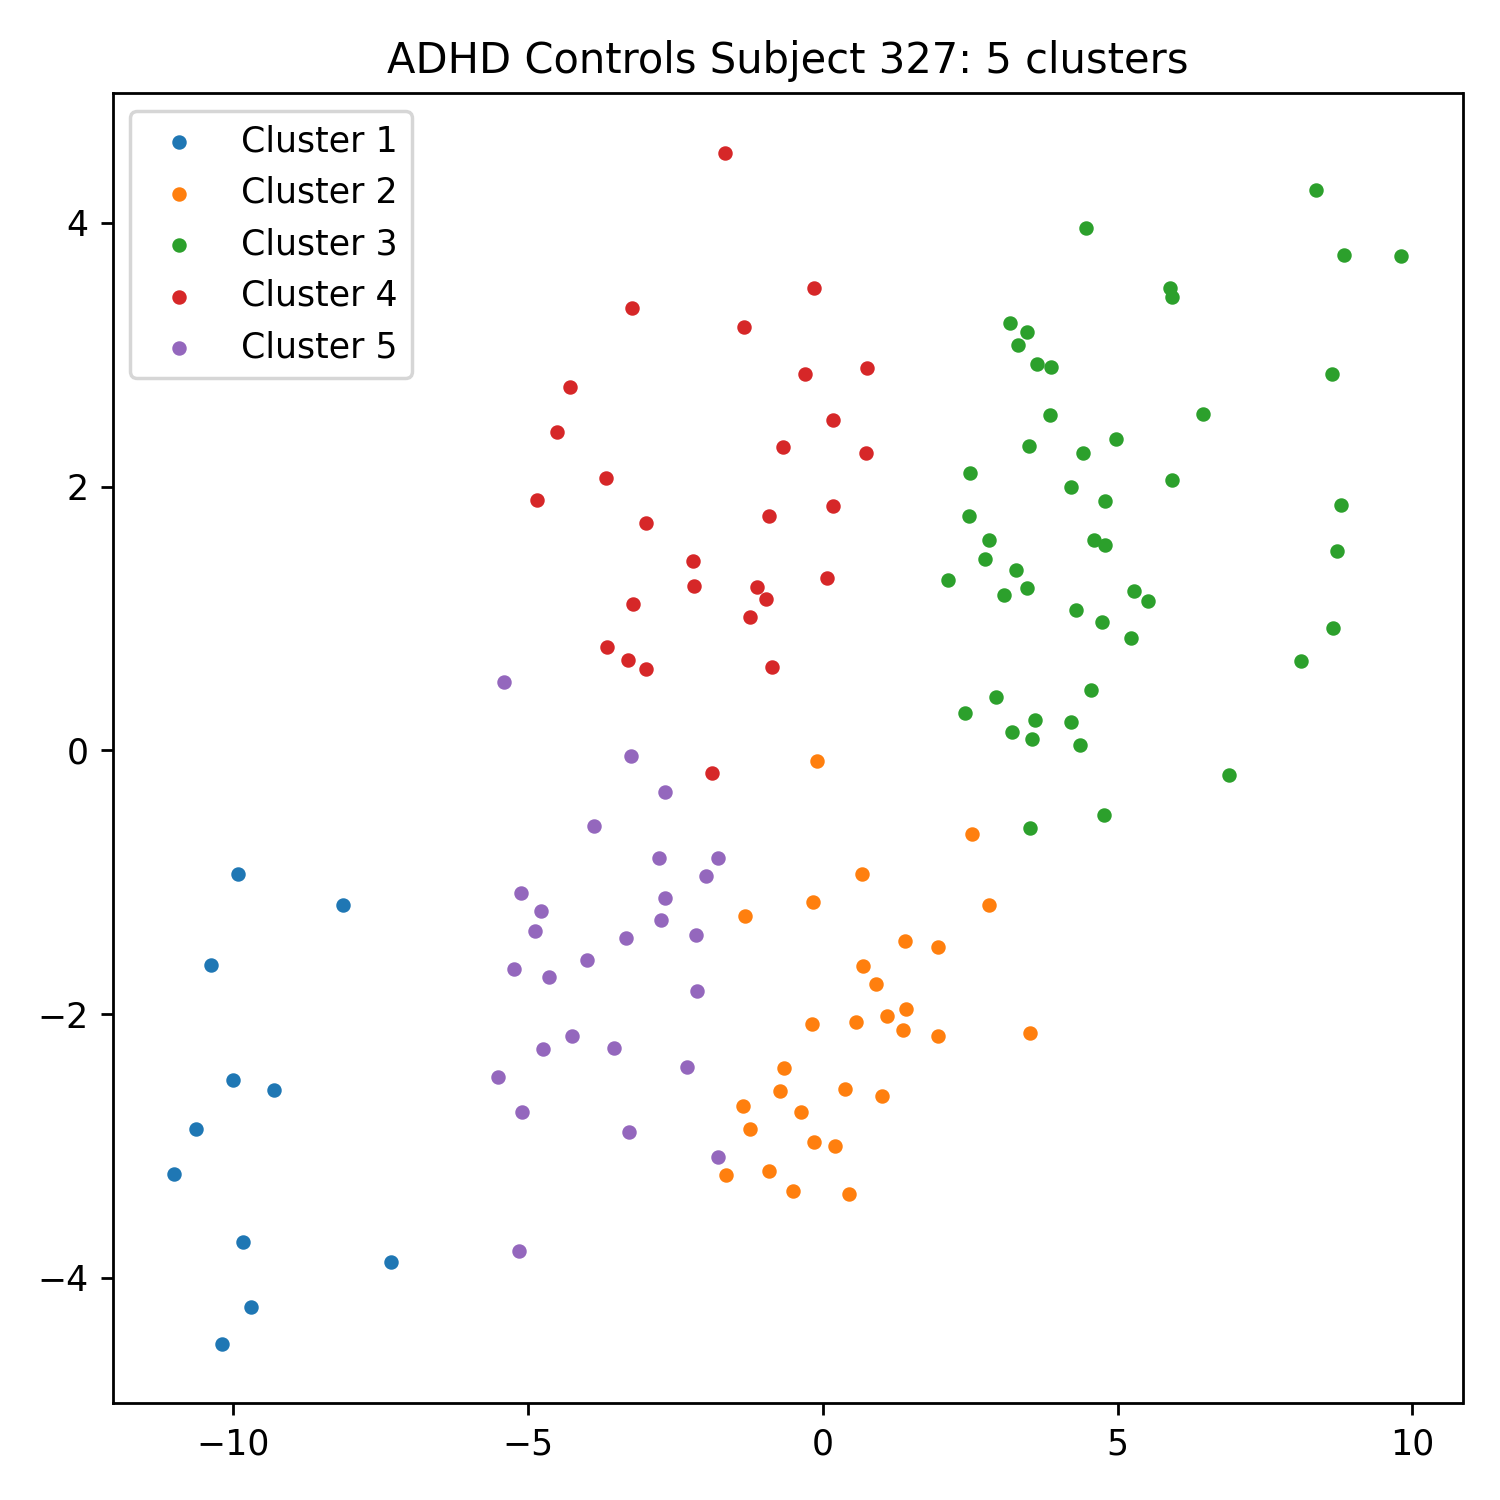 ADHD Controls Subject 327: 5 clusters
Cluster 1
Cluster 2
Cluster 3
Cluster 4
Cluster 5
4
2
0
−2
−4
−10 −5 0 5 10